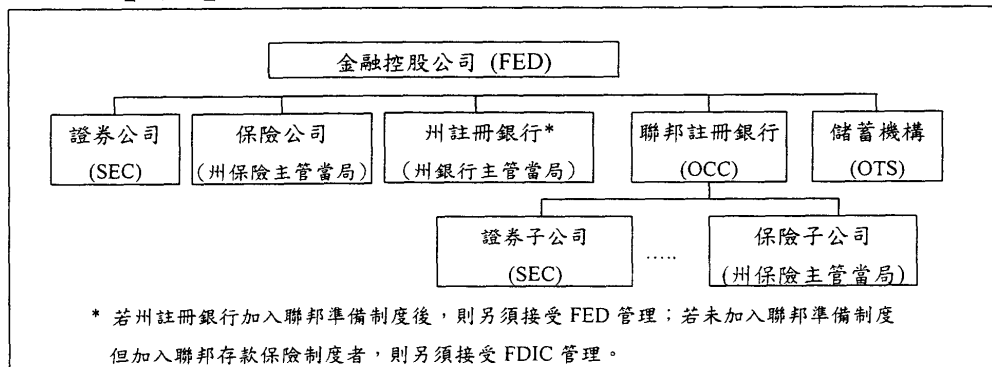 金融控股公司 (FED)
證券公司
(SEC)
保險公司
(州保險主管當局)
州註冊銀行*
(州銀行主管當局)
聯邦註冊銀行
(OCC)
儲蓄機構
(OTS)
證券子公司
(SEC)
.....
保險子公司
(州保險主管當局)
* 若州註冊銀行加入聯邦準備制度後,則另須接受 FED 管理;若未加入聯邦準備制度
但加入聯邦存款保險制度者,則另須接受 FDIC 管理。